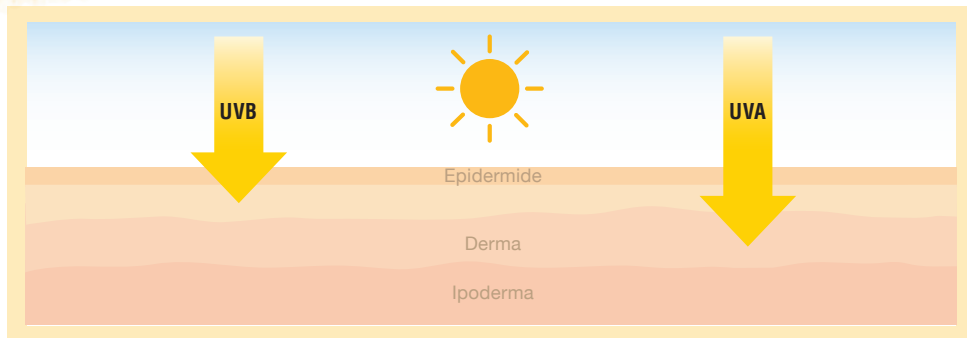 UVB
UVA
Epidermide
Derma
Ipoderma